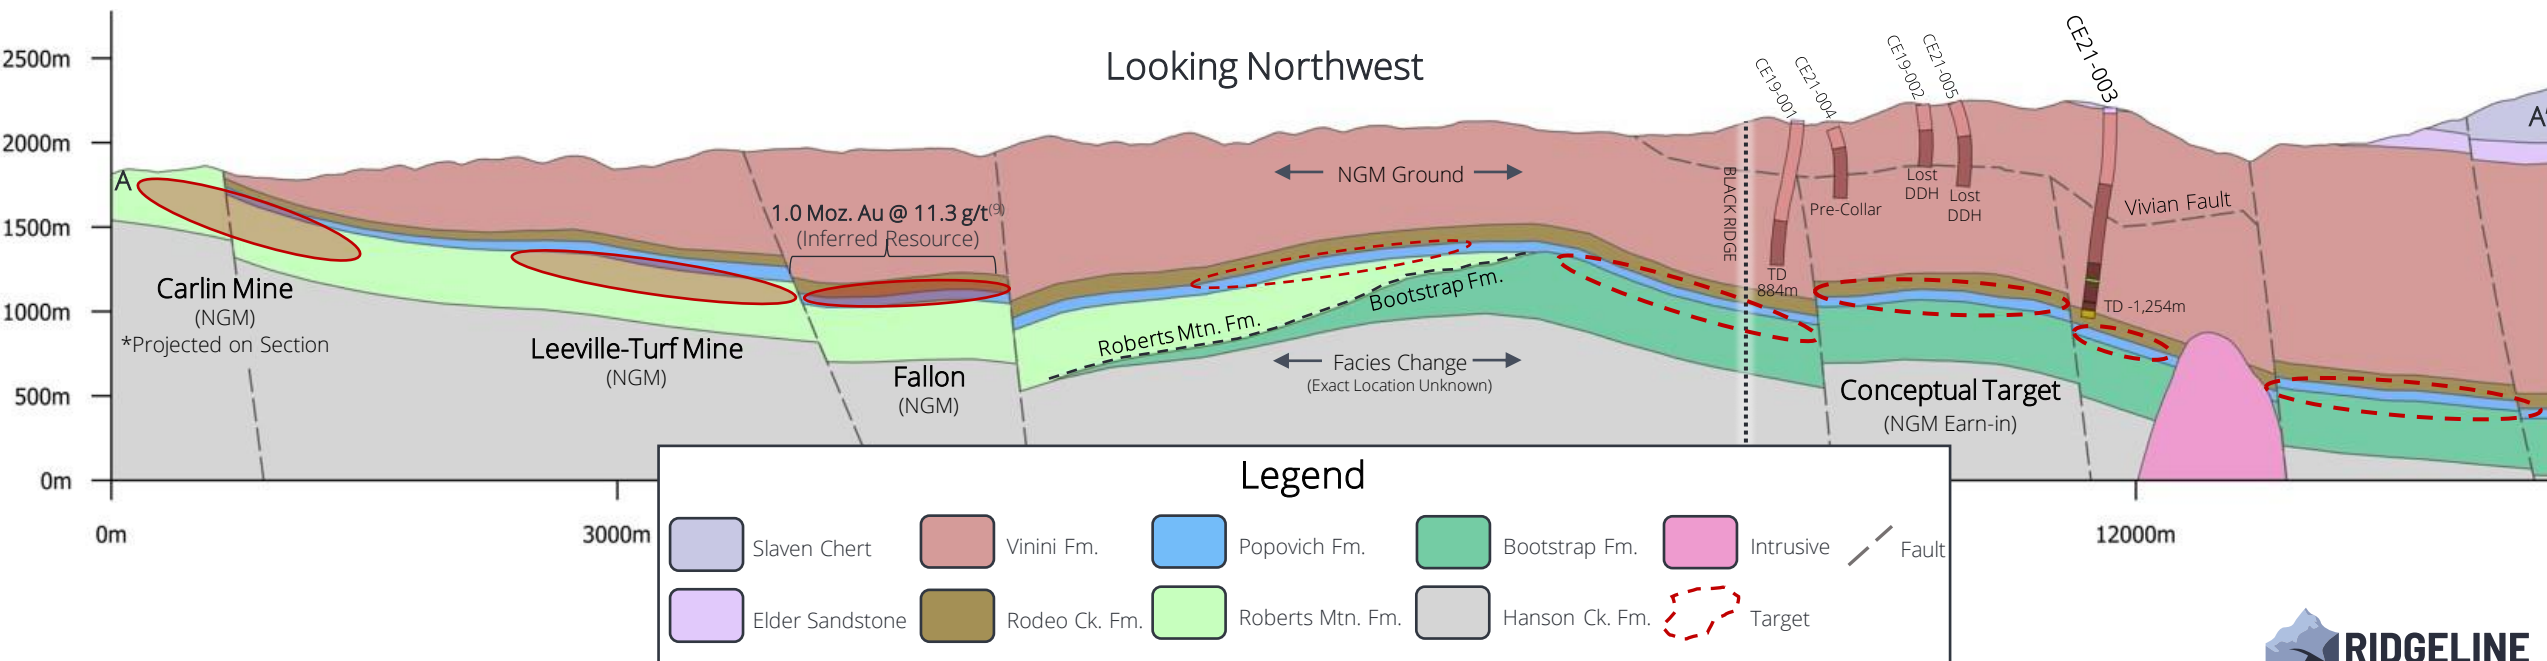 Looking Northwest
2500m
2000m
1500m
1000m
500m
0m
A
A'
CE19-001
CE21-004
CE19-002
CE21-005
CE21-003
NGM Ground
BLACK RIDGE
Pre-Collar
Lost
DDH
Lost
DDH
Vivian Fault
TD
884m
TD -1,254m
1.0 Moz. Au @ 11.3 g/t(9)
(Inferred Resource)
Carlin Mine
(NGM)
*Projected on Section
Leeville-Turf Mine
(NGM)
Fallon
(NGM)
Roberts Mtn. Fm.
Bootstrap Fm.
Facies Change
(Exact Location Unknown)
Conceptual Target
(NGM Earn-in)
0m
3000m
12000m
Legend
Slaven Chert
Vinini Fm.
Popovich Fm.
Bootstrap Fm.
Intrusive
Fault
Elder Sandstone
Rodeo Ck. Fm.
Roberts Mtn. Fm.
Hanson Ck. Fm.
Target
RIDGELINE